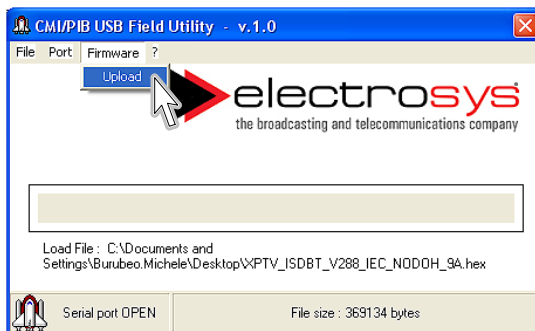 CMI/PIB USB Field Utility - v.1.0
File Port Firmware ?
Upload
electrosys
the broadcasting and telecommunications company
Load File : C:\Documents and
Settings\Burubeo.Michele\Desktop\XPTV_ISDBT_V288_IEC_NODOH_9A.hex
Serial port OPEN
File size : 369134 bytes